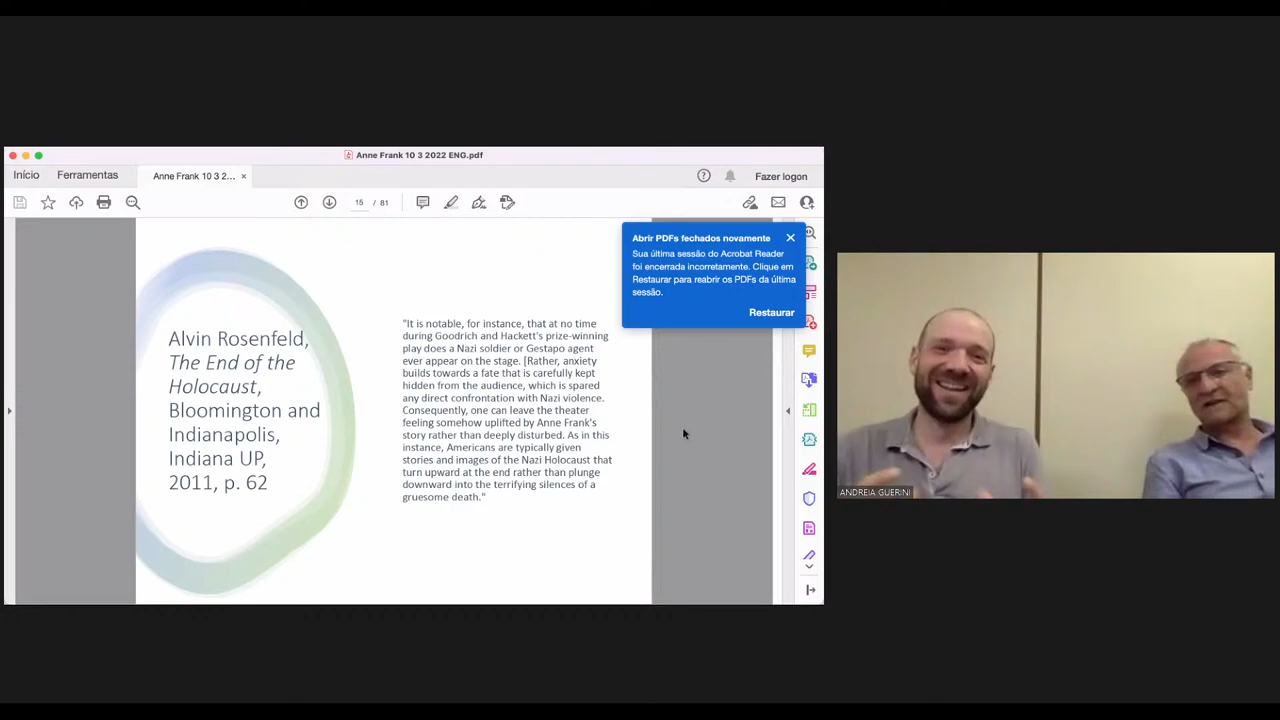 Anne Frank 10 3 2022 ENG.pdf
Início
Ferramentas
Anne Frank 10 3 2...
×
?
Fazer logon
15 / 81
Abrir PDFs fechados novamente
Sua última sessão do Acrobat Reader
foi encerrada incorretamente. Clique em
Restaurar para reabrir os PDFs da última
sessão.
Restaurar
Alvin Rosenfeld,
The End of the
Holocaust,
Bloomington and
Indianapolis,
Indiana UP,
2011, p. 62
"It is notable, for instance, that at no time
during Goodrich and Hackett's prize-winning
play does a Nazi soldier or Gestapo agent
ever appear on the stage. [Rather, anxiety
builds towards a fate that is carefully kept
hidden from the audience, which is spared
any direct confrontation with Nazi violence.
Consequently, one can leave the theater
feeling somehow uplifted by Anne Frank's
story rather than deeply disturbed. As in this
instance, Americans are typically given
stories and images of the Nazi Holocaust that
turn upward at the end rather than plunge
downward into the terrifying silences of a
gruesome death."
ANDREIA GUERINI